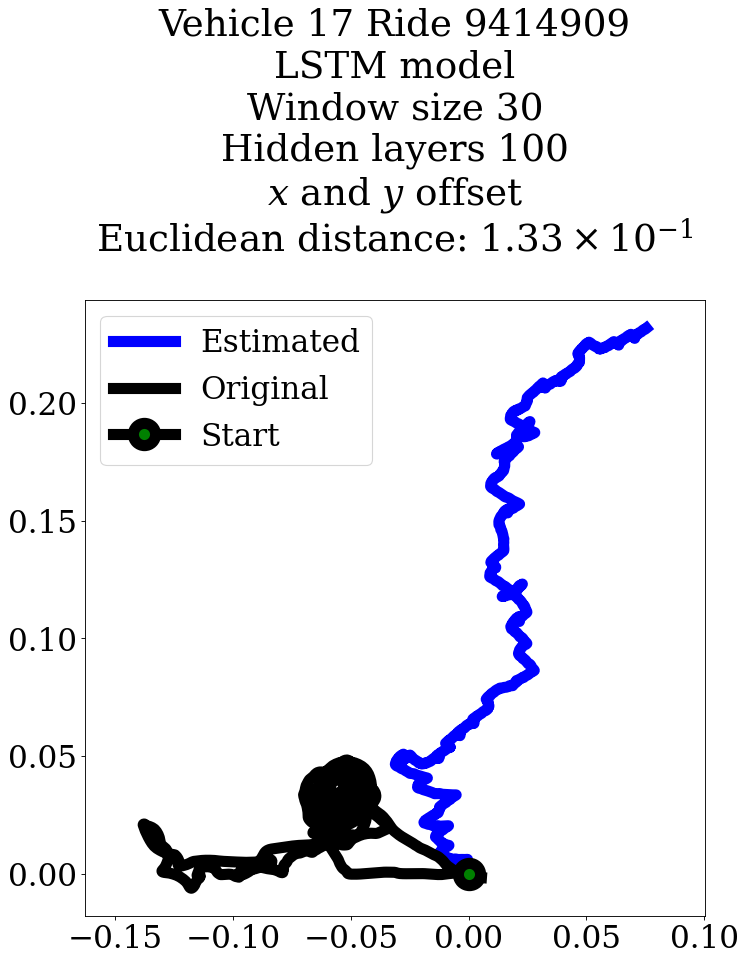 Vehicle 17 Ride 9414909
LSTM model
Window size 30
Hidden layers 100
x and y offset
Euclidean distance: 1.33 × 10⁻¹
Estimated
Original
Start
0.20
0.15
0.10
0.05
0.00
−0.15 −0.10 −0.05 0.00 0.05 0.10